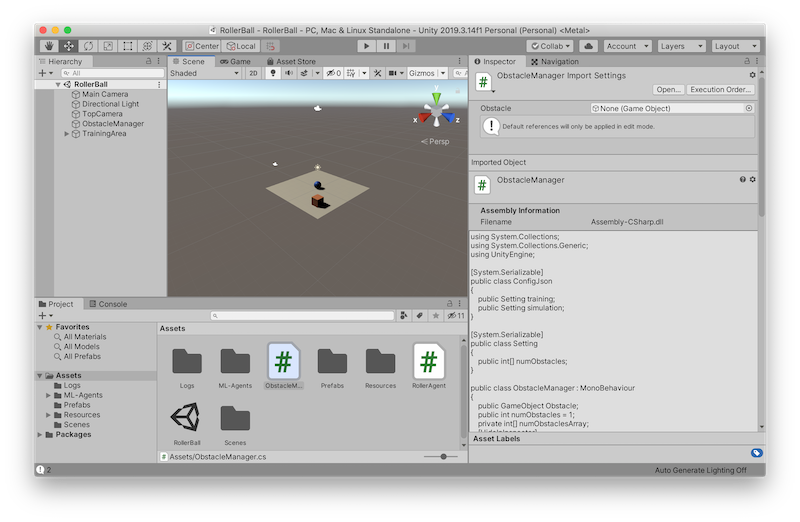 RollerBall - RollerBall - PC, Mac & Linux Standalone - Unity 2019.3.14f1 Personal (Personal) <Metal>
Center Local Collab Account Layers Layout
Hierarchy
All
RollerBall
Main Camera
Directional Light
TopCamera
ObstacleManager
TrainingArea
Scene Game Asset Store
Shaded 2D 0 Gizmos All
y
x z
Persp
Inspector Navigation
ObstacleManager Import Settings
Open... Execution Order...
Obstacle None (Game Object)
Default references will only be applied in edit mode.
Imported Object
ObstacleManager
Assembly Information
Filename Assembly-CSharp.dll
using System.Collections;
using System.Collections.Generic;
using UnityEngine;
[System.Serializable]
public class ConfigJson
{
public Setting training;
public Setting simulation;
}
[System.Serializable]
public class Setting
{
public int[] numObstacles;
}
public class ObstacleManager : MonoBehaviour
{
public GameObject Obstacle;
public int numObstacles = 1;
private int[] numObstaclesArray;
Asset Labels
Project Console
11
Favorites
All Materials
All Models
All Prefabs
Assets
Logs
ML-Agents
Prefabs
Resources
Scenes
Packages
Assets
Logs ML-Agents ObstacleM... Prefabs Resources RollerAgent
RollerBall Scenes
Assets/ObstacleManager.cs
2
Auto Generate Lighting Off